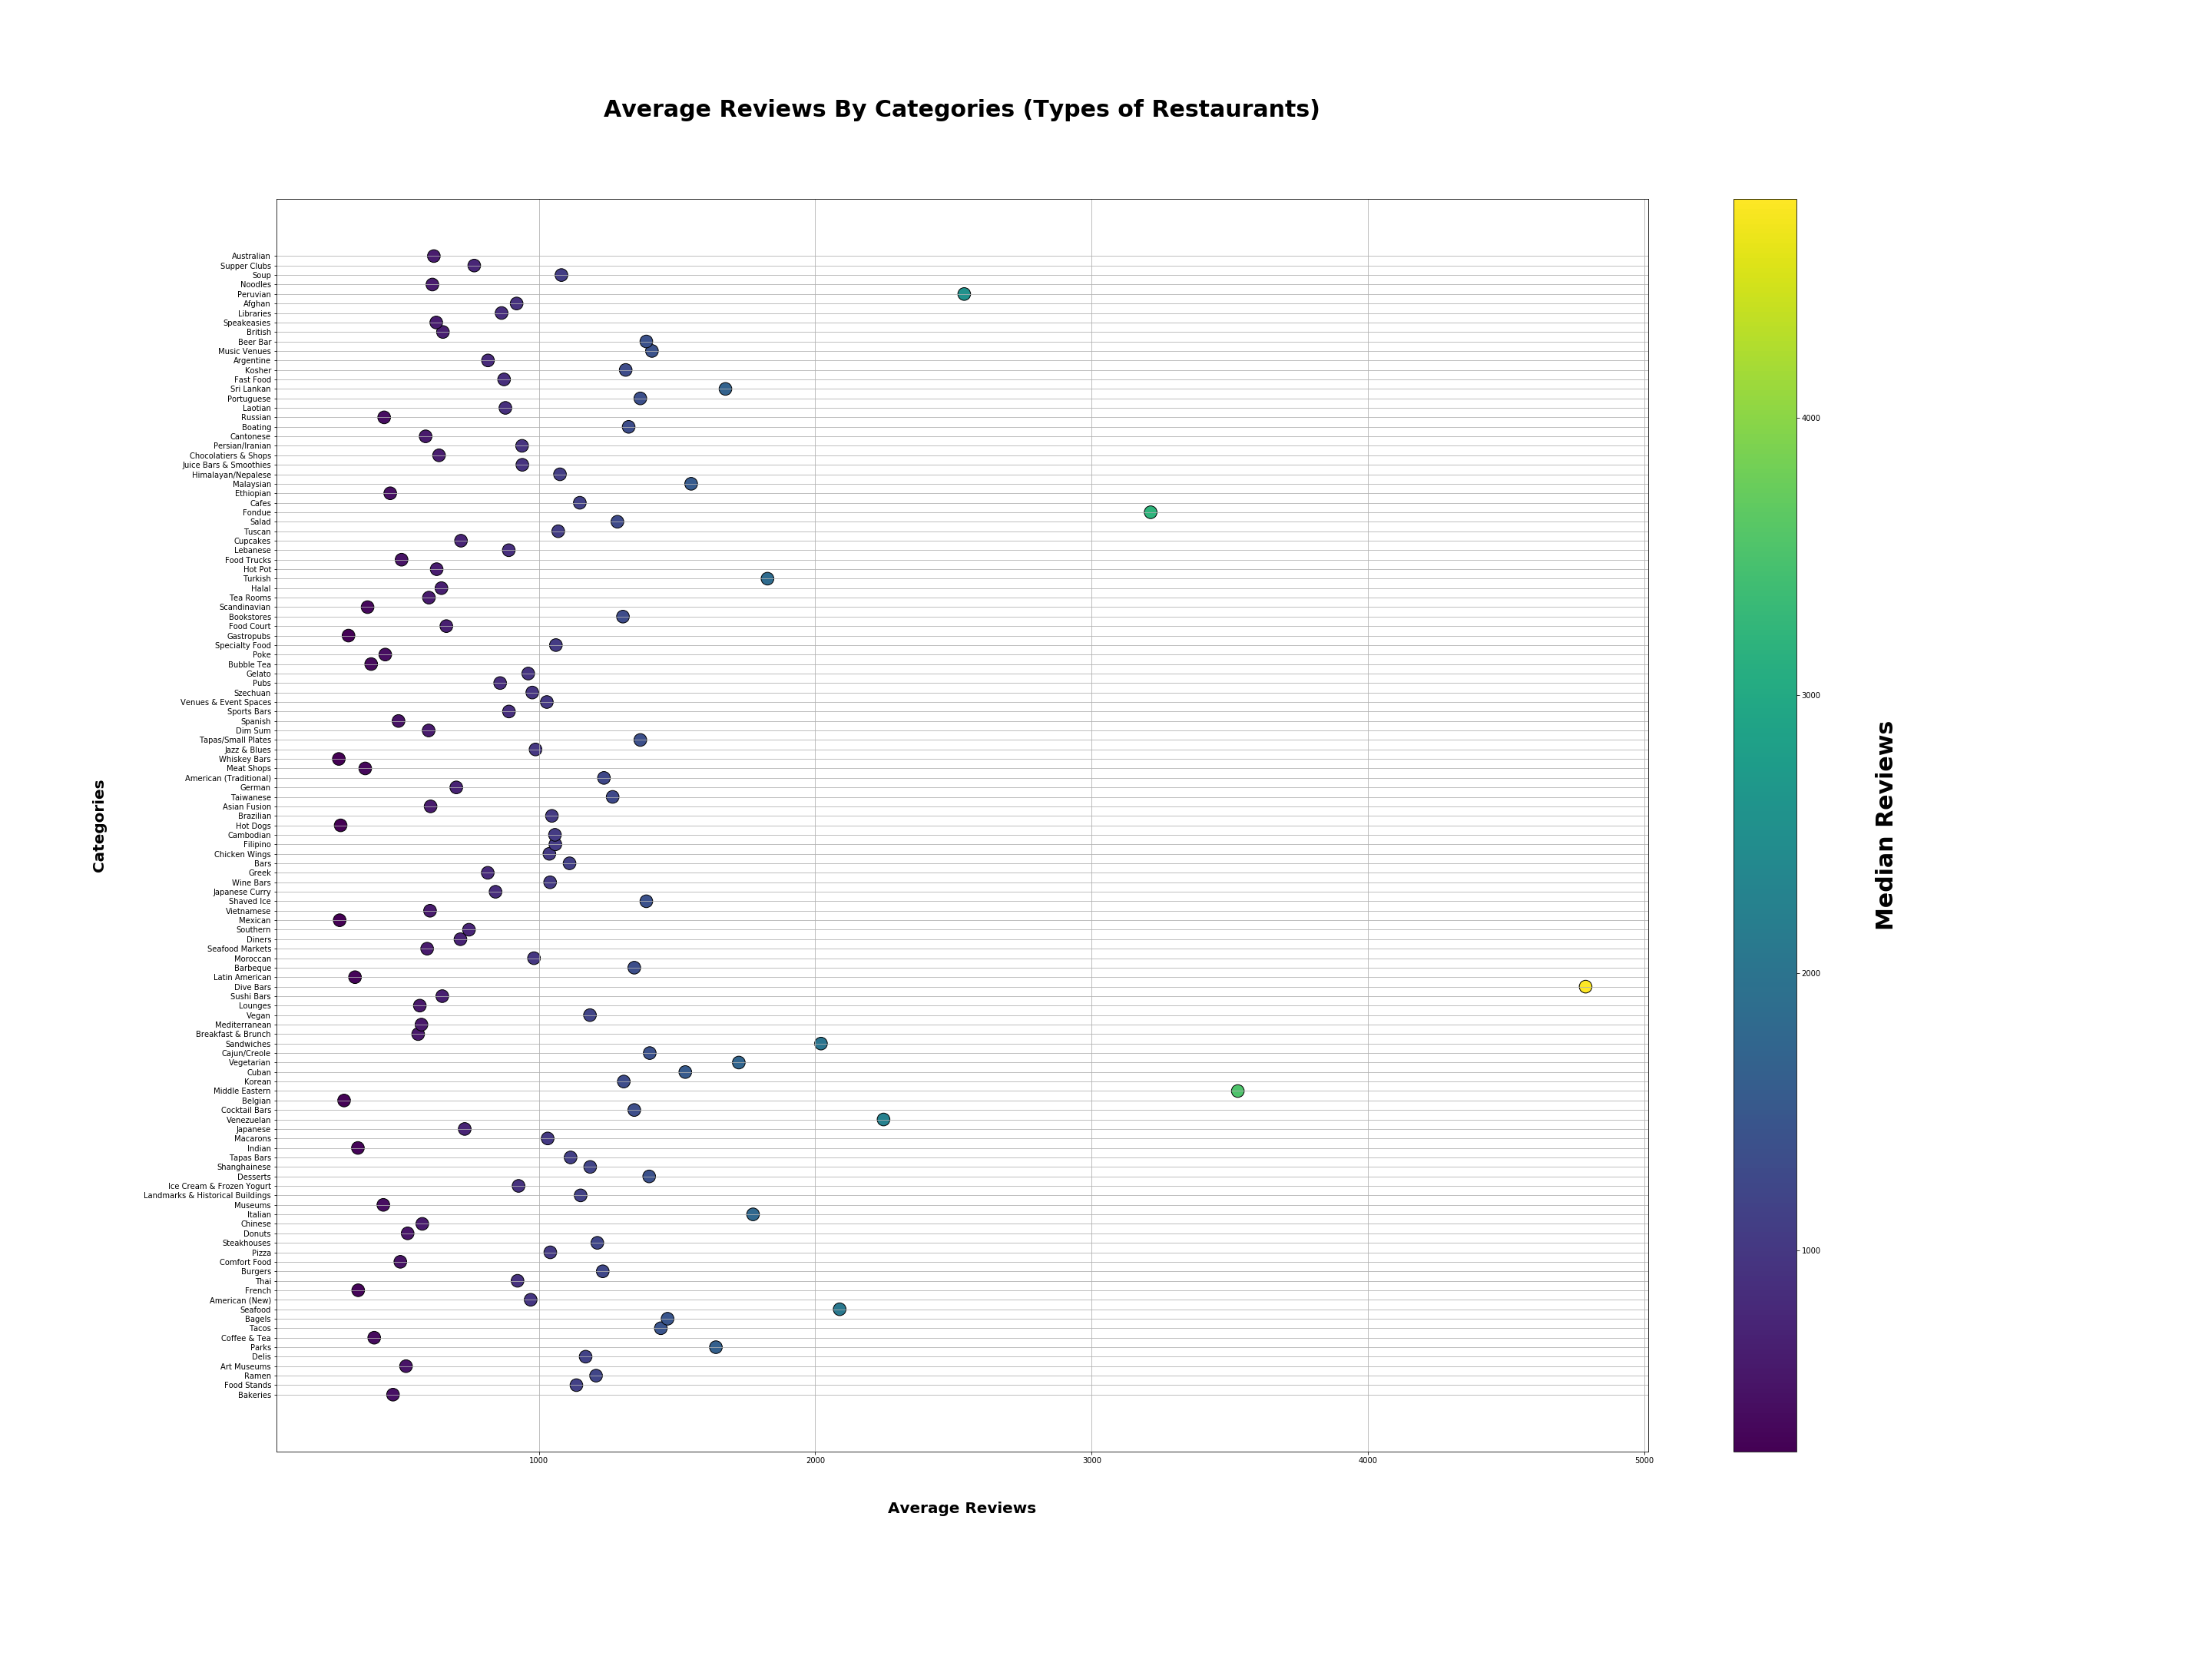 Average Reviews By Categories (Types of Restaurants)
Categories
Australian
Supper Clubs
Soup
Noodles
Peruvian
Afghan
Libraries
Speakeasies
British
Beer Bar
Music Venues
Argentine
Kosher
Fast Food
Sri Lankan
Portuguese
Laotian
Russian
Boating
Cantonese
Persian/Iranian
Chocolatiers & Shops
Juice Bars & Smoothies
Himalayan/Nepalese
Malaysian
Ethiopian
Cafes
Fondue
Salad
Tuscan
Cupcakes
Lebanese
Food Trucks
Hot Pot
Turkish
Halal
Tea Rooms
Scandinavian
Bookstores
Food Court
Gastropubs
Specialty Food
Poke
Bubble Tea
Gelato
Pubs
Szechuan
Venues & Event Spaces
Sports Bars
Spanish
Dim Sum
Tapas/Small Plates
Jazz & Blues
Whiskey Bars
Meat Shops
American (Traditional)
German
Taiwanese
Asian Fusion
Brazilian
Hot Dogs
Cambodian
Filipino
Chicken Wings
Bars
Greek
Wine Bars
Japanese Curry
Shaved Ice
Vietnamese
Mexican
Southern
Diners
Seafood Markets
Moroccan
Barbeque
Latin American
Dive Bars
Sushi Bars
Lounges
Vegan
Mediterranean
Breakfast & Brunch
Sandwiches
Cajun/Creole
Vegetarian
Cuban
Korean
Middle Eastern
Belgian
Cocktail Bars
Venezuelan
Japanese
Macarons
Indian
Tapas Bars
Shanghainese
Desserts
Ice Cream & Frozen Yogurt
Landmarks & Historical Buildings
Museums
Italian
Chinese
Donuts
Steakhouses
Pizza
Comfort Food
Burgers
Thai
French
American (New)
Seafood
Bagels
Tacos
Coffee & Tea
Parks
Delis
Art Museums
Ramen
Food Stands
Bakeries
1000 2000 3000 4000 5000
Average Reviews
4000
3000
2000
1000
Median Reviews